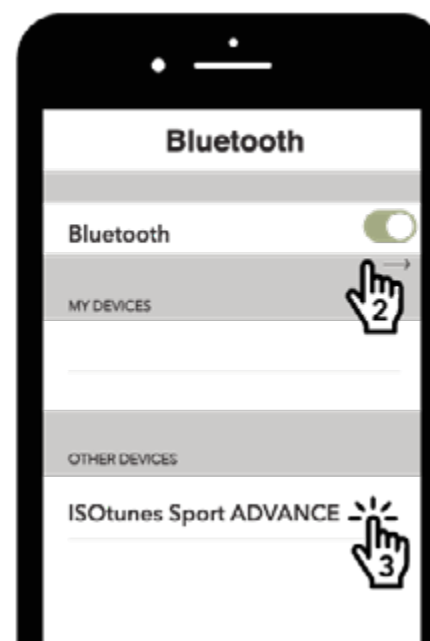 Bluetooth
Bluetooth
2
MY DEVICES
OTHER DEVICES
ISOtunes Sport ADVANCE
3